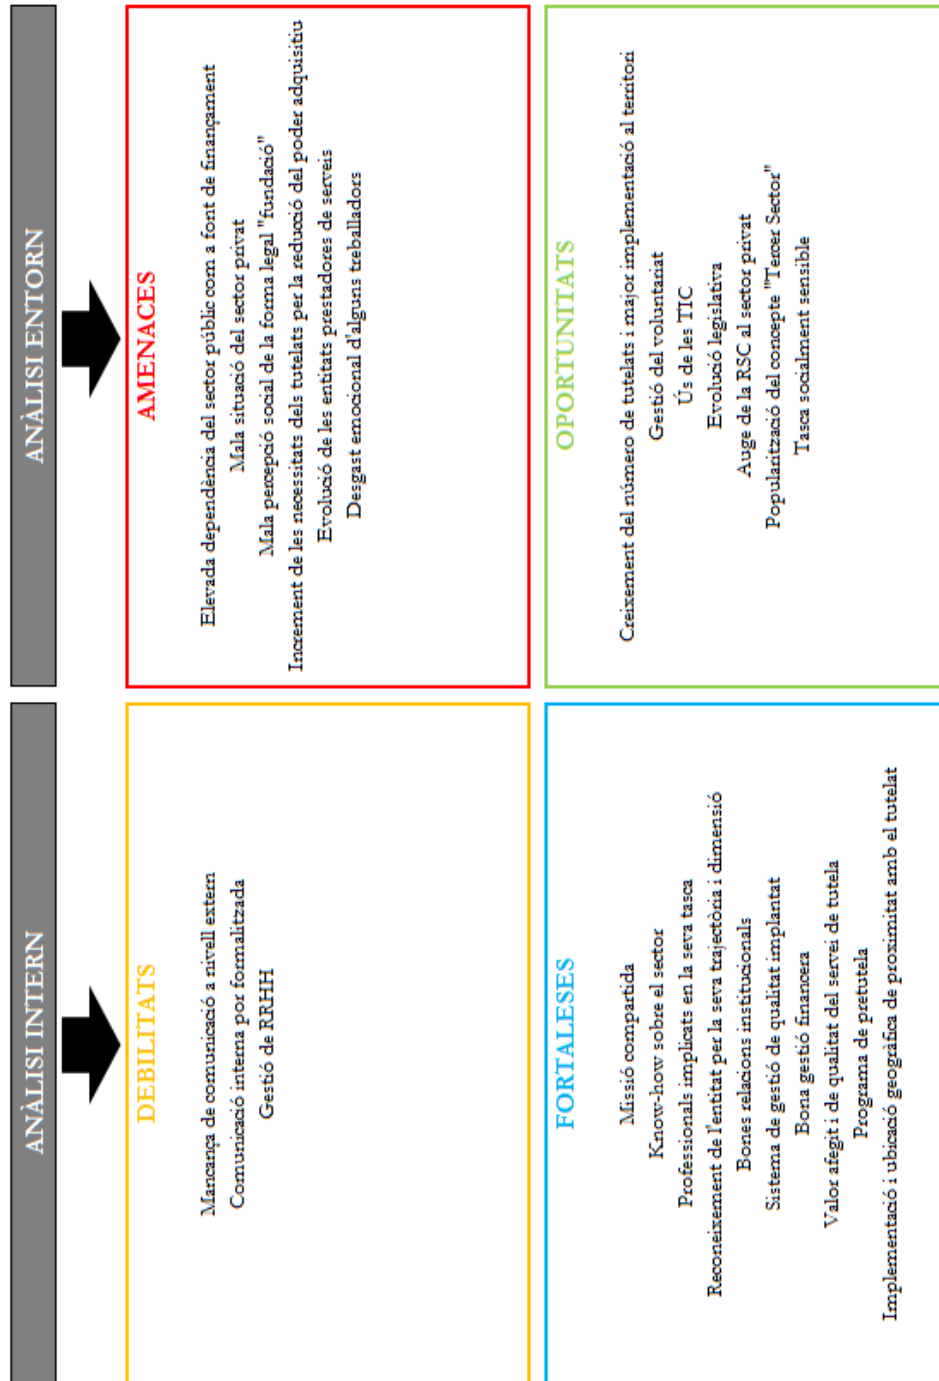 ANÀLISI INTERN
DEBILITATS
Mancança de comunicació a nivell extern
Comunicació interna por formalitzada
Gestió de RRHH
FORTALESES
Missió compartida
Know-how sobre el sector
Professionals implicats en la seva tasca
Reconeixement de l'entitat per la seva trajectòria i dimensió
Bones relacions institucionals
Sistema de gestió de qualitat implantat
Bona gestió financera
Valor afegit i de qualitat del servei de tutela
Programa de pretutela
Implementació i ubicació geogràfica de proximitat amb el tutelat
ANÀLISI ENTORN
AMENACES
Elevada dependència del sector públic com a font de finançament
Mala situació del sector privat
Mala percepció social de la forma legal "fundació"
Increment de les necessitats dels tutelats per la reducció del poder adquisitiu
Evolució de les entitats prestadores de serveis
Desgast emocional d'alguns treballadors
OPORTUNITATS
Creixement del número de tutelats i major implementació al territori
Gestió del voluntariat
Ús de les TIC
Evolució legislativa
Auge de la RSC al sector privat
Popularització del concepte "Tercer Sector"
Tasca socialment sensible